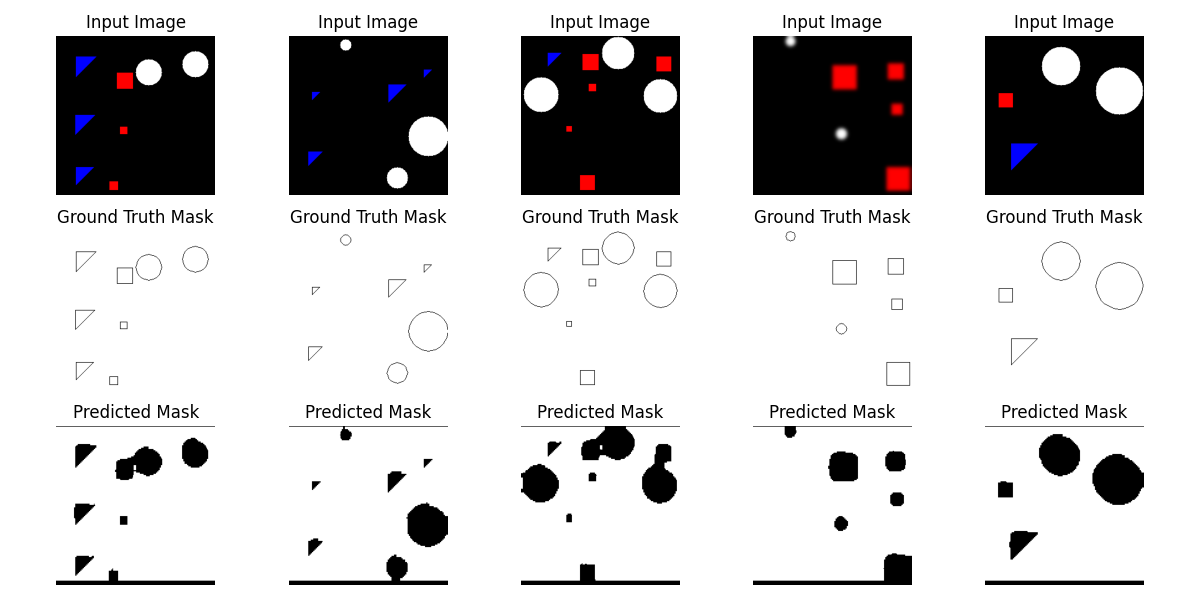 Input Image Input Image Input Image Input Image Input Image
Ground Truth Mask Ground Truth Mask Ground Truth Mask Ground Truth Mask Ground Truth Mask
Predicted Mask Predicted Mask Predicted Mask Predicted Mask Predicted Mask